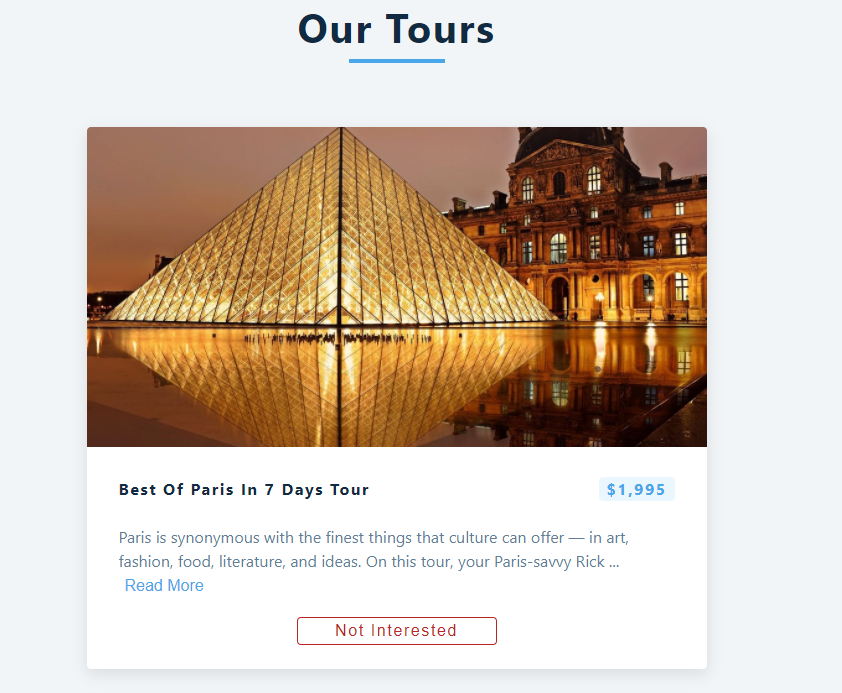 Our Tours
Best Of Paris In 7 Days Tour
$1,995
Paris is synonymous with the finest things that culture can offer — in art,
fashion, food, literature, and ideas. On this tour, your Paris-savvy Rick ...
Read More
Not Interested